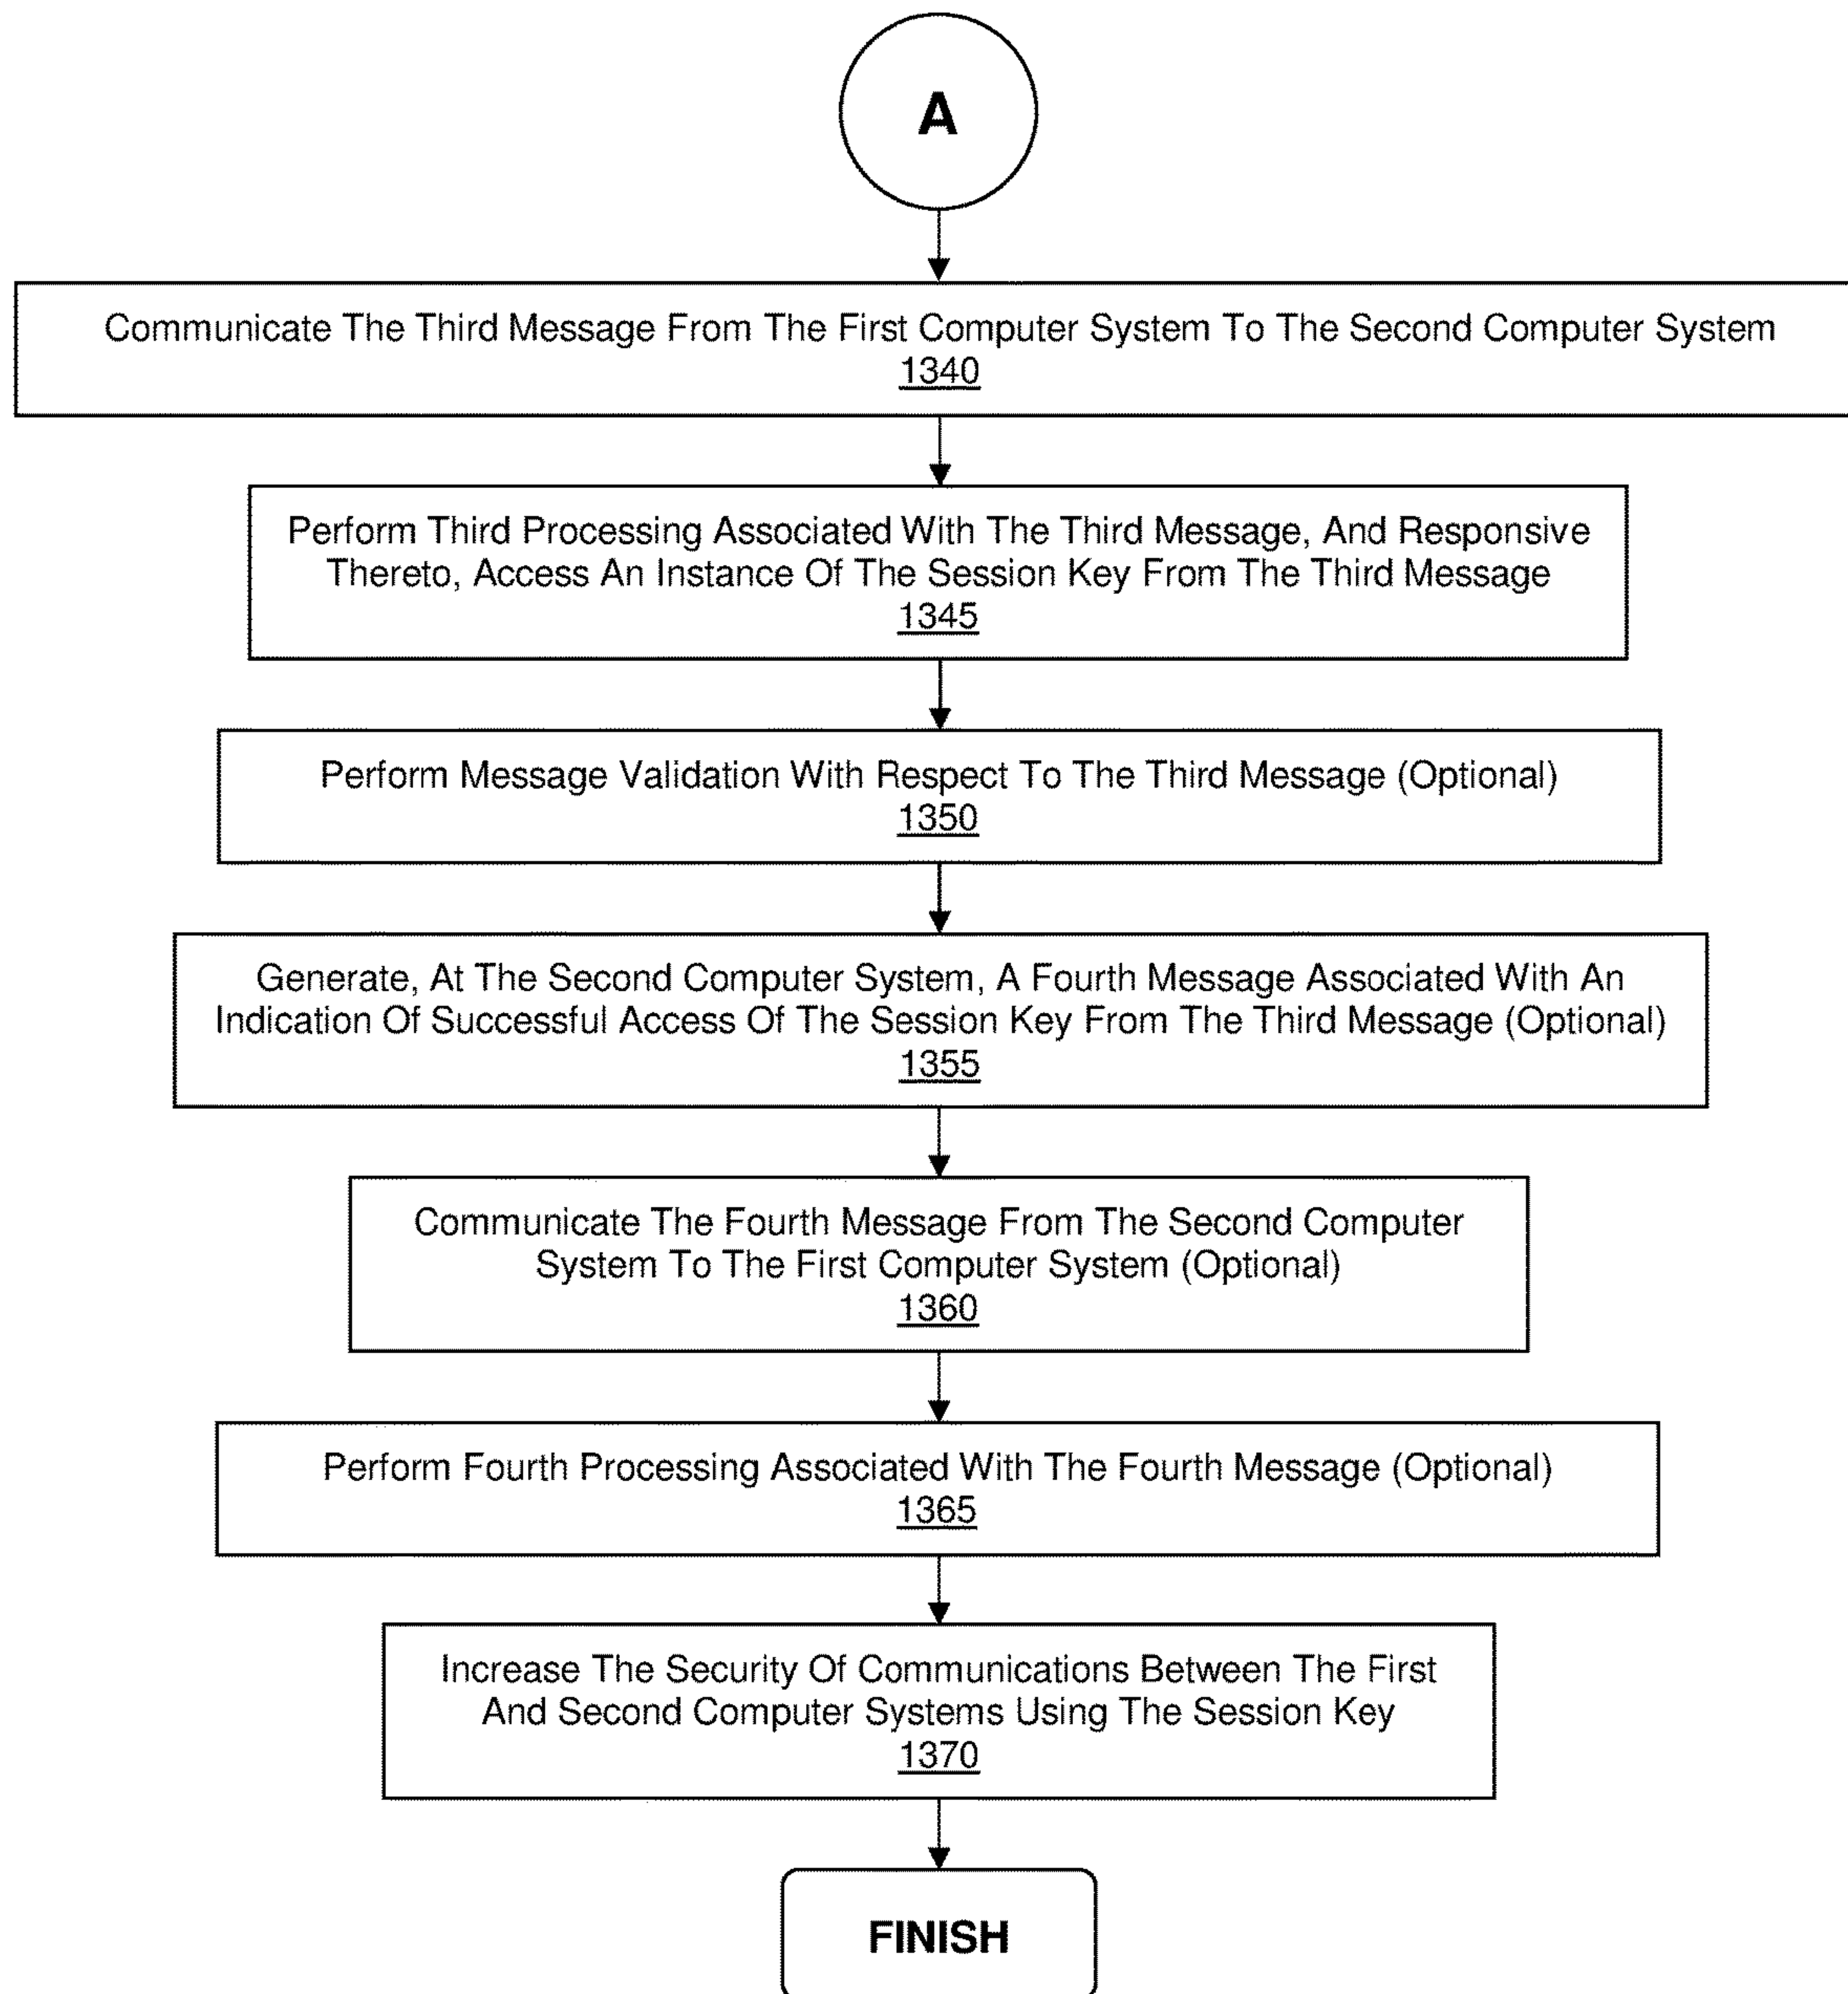 A
Communicate The Third Message From The First Computer System To The Second Computer System
1340
Perform Third Processing Associated With The Third Message, And Responsive
Thereto, Access An Instance Of The Session Key From The Third Message
1345
Perform Message Validation With Respect To The Third Message (Optional)
1350
Generate, At The Second Computer System, A Fourth Message Associated With An
Indication Of Successful Access Of The Session Key From The Third Message (Optional)
1355
Communicate The Fourth Message From The Second Computer
System To The First Computer System (Optional)
1360
Perform Fourth Processing Associated With The Fourth Message (Optional)
1365
Increase The Security Of Communications Between The First
And Second Computer Systems Using The Session Key
1370
FINISH